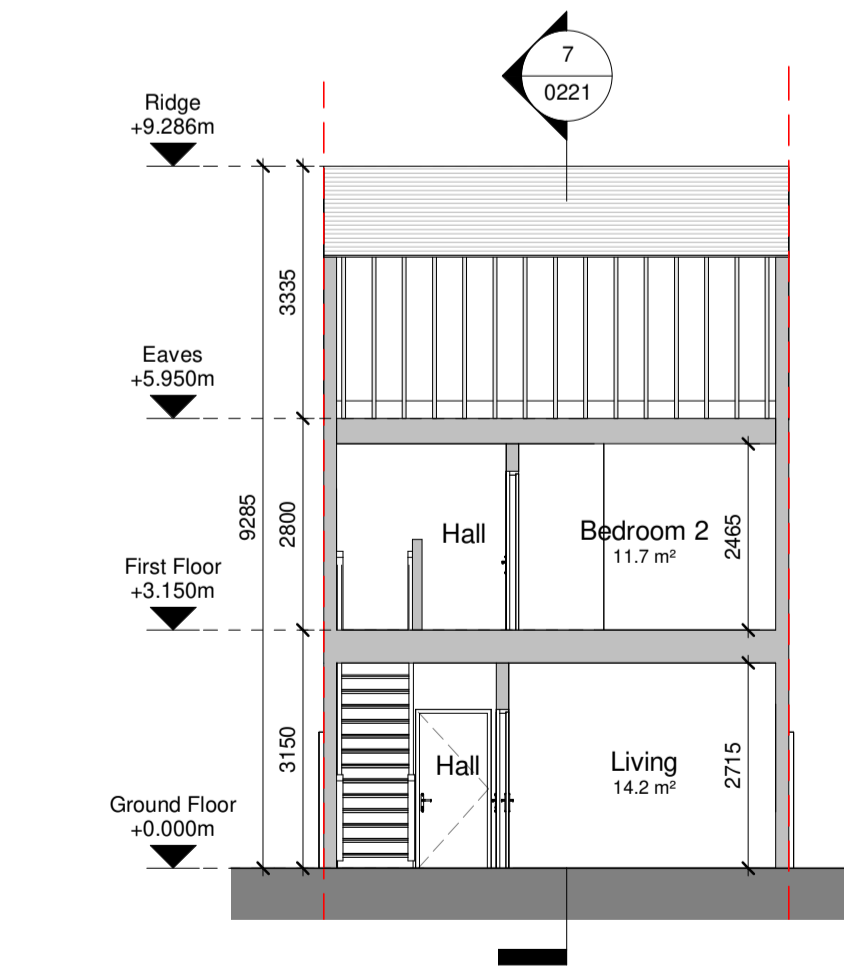 7
0221
Ridge
+9.286m
3335
Eaves
+5.950m
9285
2800
Hall
Bedroom 2
11.7 m²
2465
First Floor
+3.150m
3150
Hall
Living
14.2 m²
2715
Ground Floor
+0.000m